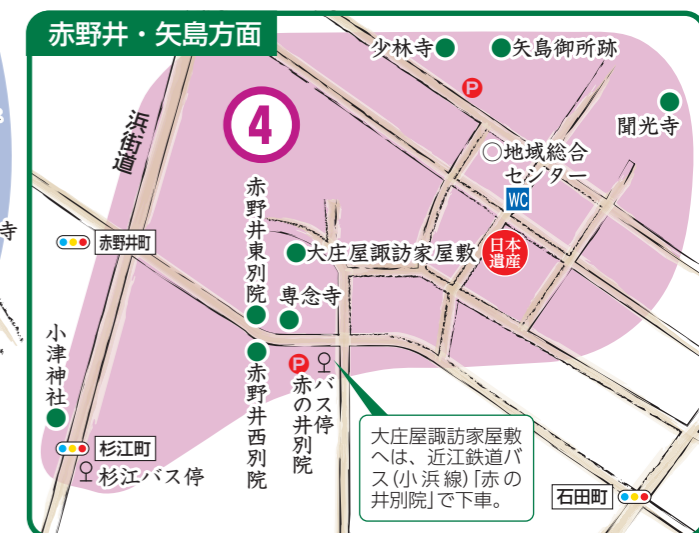 赤野井・矢島方面
少林寺
矢島御所跡
P
聞光寺
4
浜街道
地域総合
センター
WC
寺
赤野井町
赤野井東別院
大庄屋諏訪家屋敷
日本
遺産
専念寺
小津神社
赤野井西別院
P
バス停
赤の井別院
杉江町
杉江バス停
大庄屋諏訪家屋敷
へは、近江鉄道バ
ス(小浜線)「赤の
井別院」で下車。
石田町